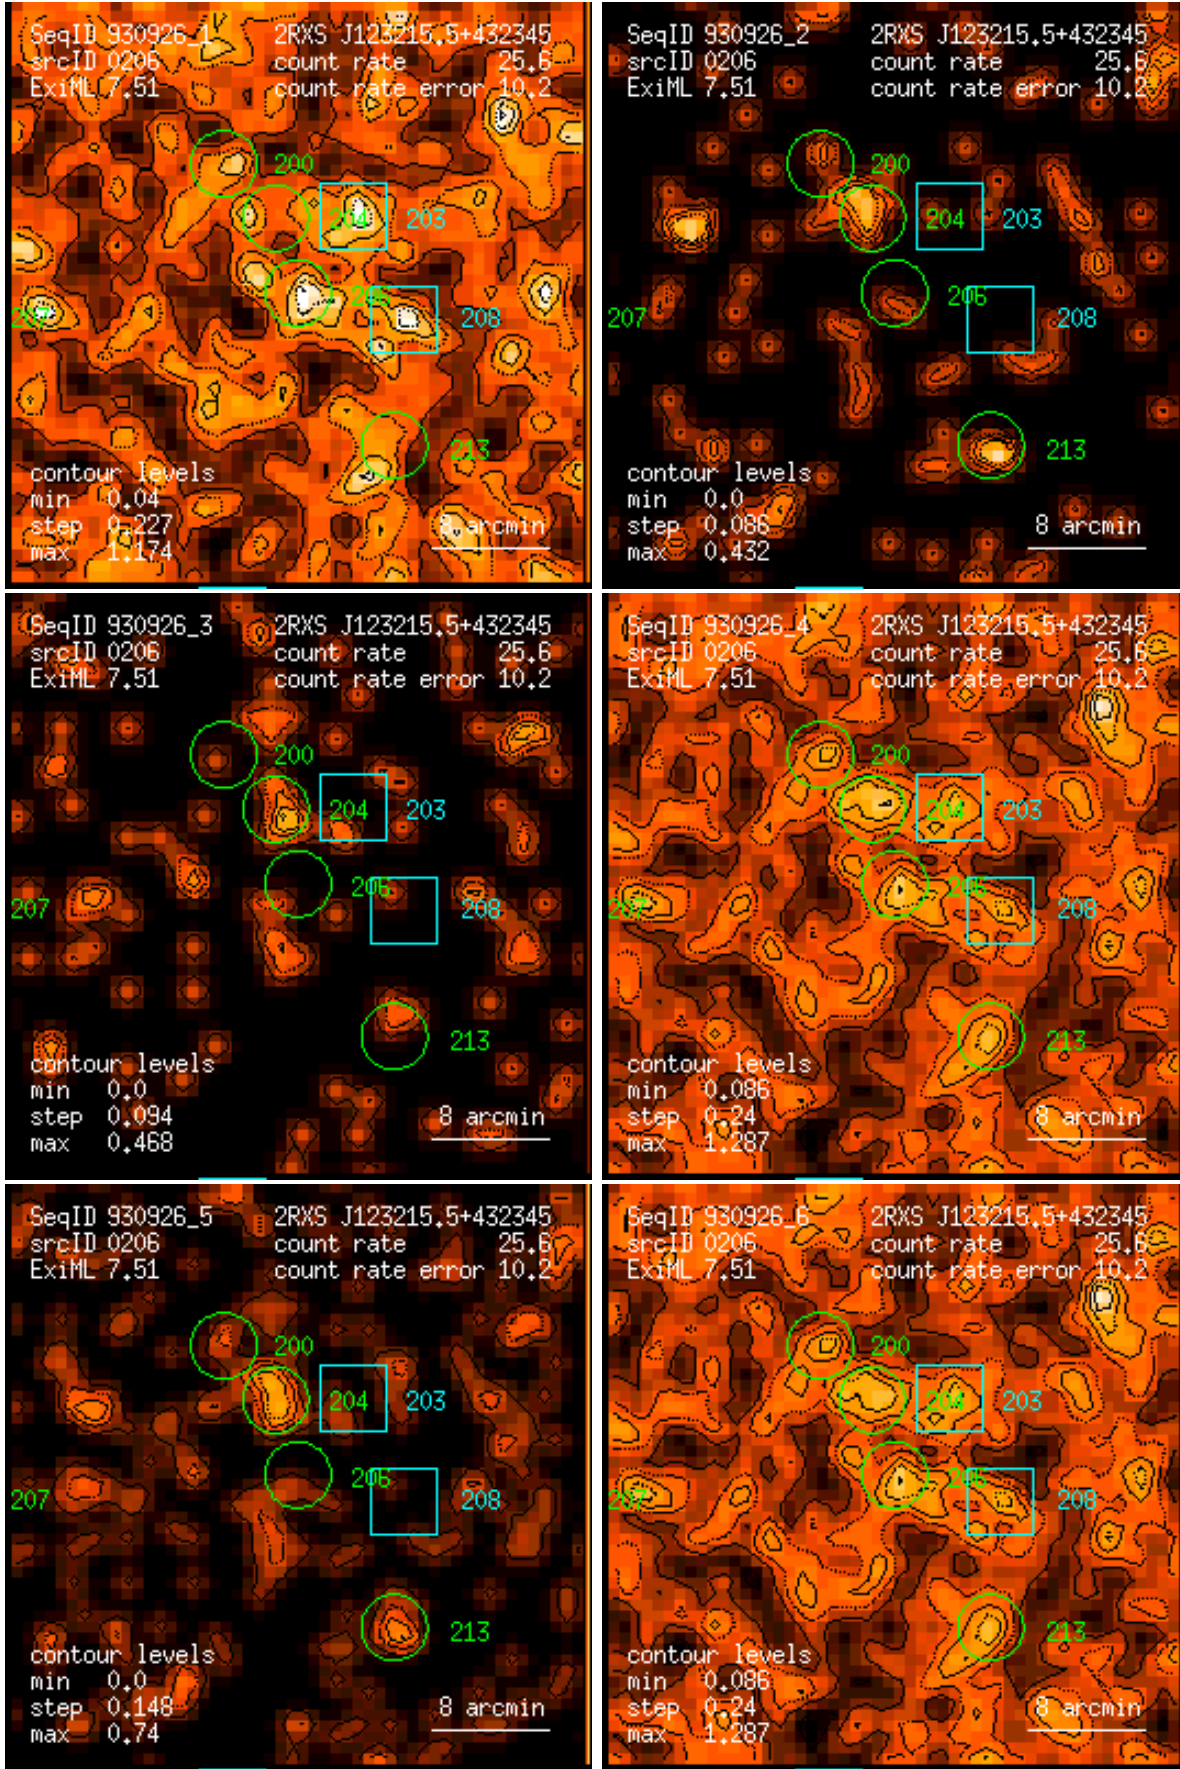 SeqID 930926_1 2RXS J123215.5+432345
srcID 0206 count rate 25.6
ExiML 7.51 count rate error 10.2
200
204 203
206
207 208
213
contour levels
min 0.04
step 0.227 8 arcmin
max 1.174
SeqID 930926_2 2RXS J123215.5+432345
srcID 0206 count rate 25.6
ExiML 7.51 count rate error 10.2
200
204 203
206
207 208
213
contour levels
min 0.0
step 0.086 8 arcmin
max 0.432
SeqID 930926_3 2RXS J123215.5+432345
srcID 0206 count rate 25.6
ExiML 7.51 count rate error 10.2
200
204 203
206
207 208
213
contour levels
min 0.0
step 0.094 8 arcmin
max 0.468
SeqID 930926_4 2RXS J123215.5+432345
srcID 0206 count rate 25.6
ExiML 7.51 count rate error 10.2
200
204 203
206
207 208
213
contour levels
min 0.086
step 0.24 8 arcmin
max 1.287
SeqID 930926_5 2RXS J123215.5+432345
srcID 0206 count rate 25.6
ExiML 7.51 count rate error 10.2
200
204 203
206
207 208
213
contour levels
min 0.0
step 0.148 8 arcmin
max 0.74
SeqID 930926_6 2RXS J123215.5+432345
srcID 0206 count rate 25.6
ExiML 7.51 count rate error 10.2
200
204 203
206
207 208
213
contour levels
min 0.086
step 0.24 8 arcmin
max 1.287